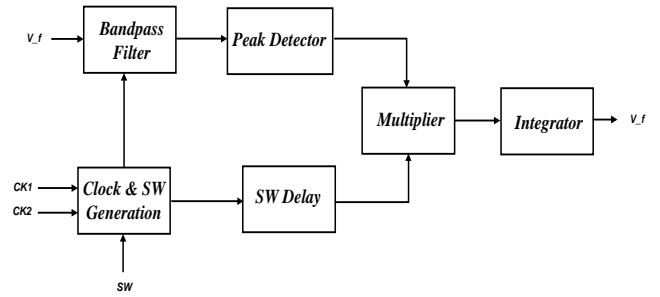 Bandpass
Filter
Peak Detector
V_f
Multiplier
Integrator
V_f
CK1
CK2
Clock & SW
Generation
SW Delay
SW